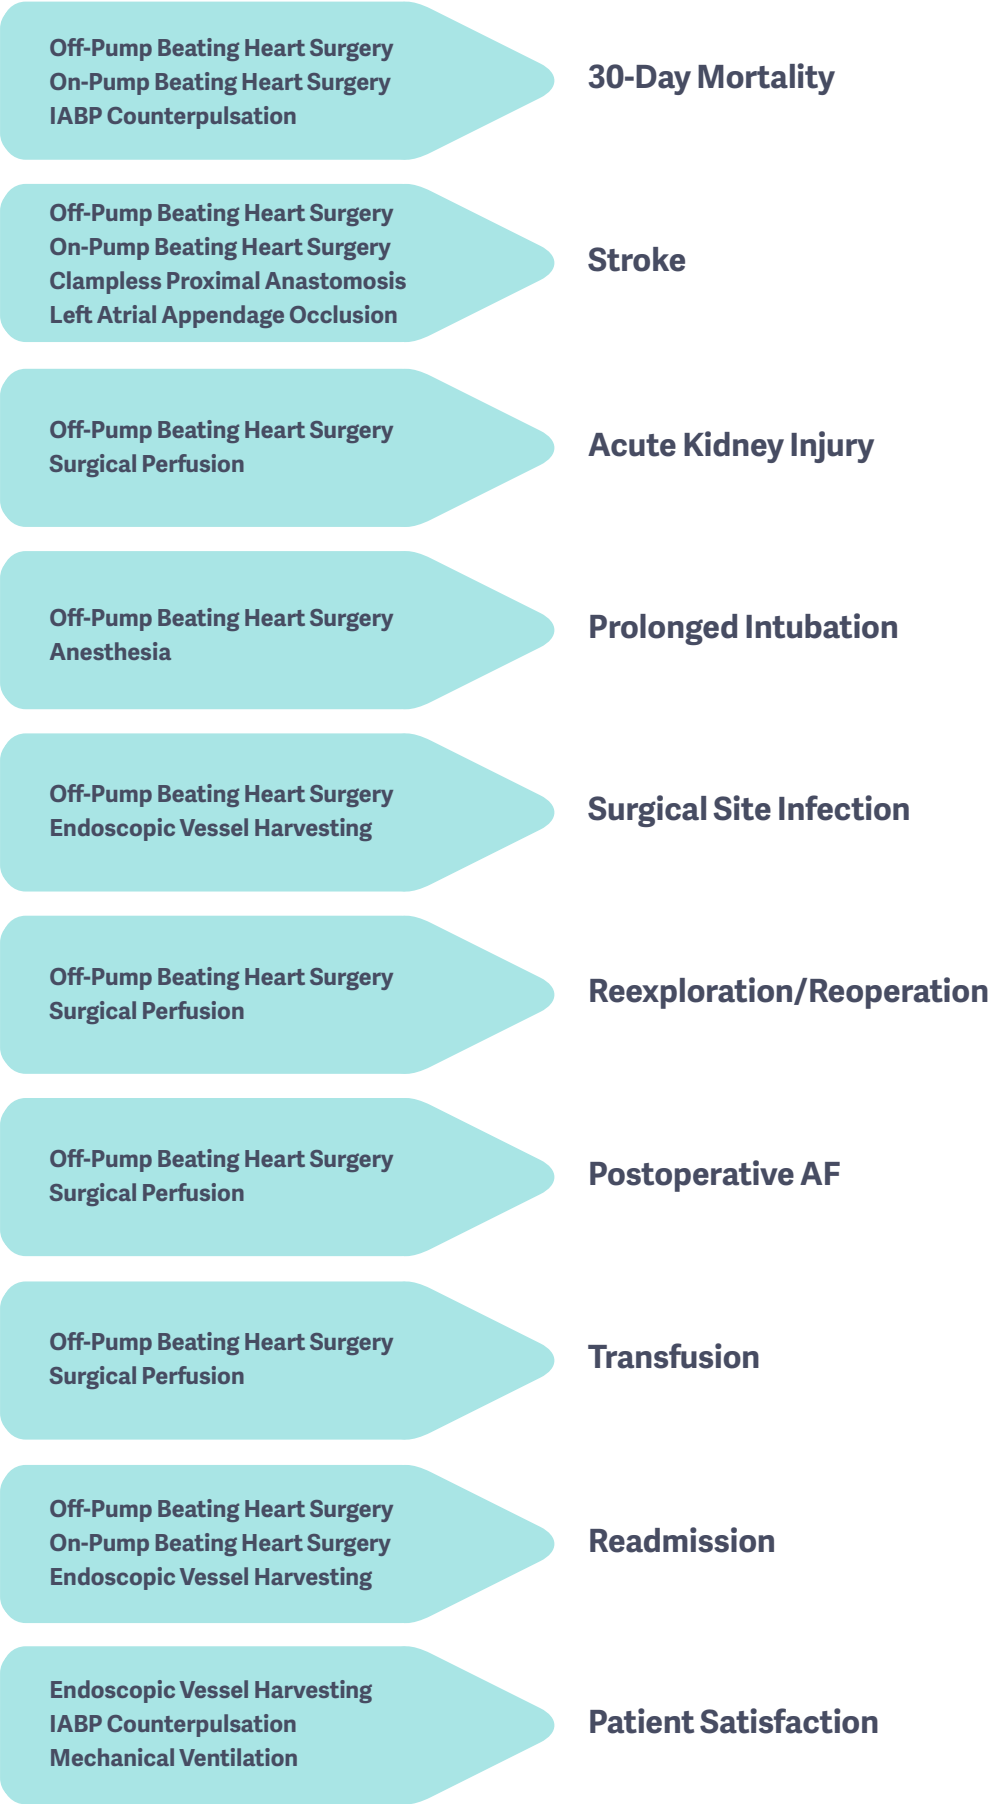 Off-Pump Beating Heart Surgery
On-Pump Beating Heart Surgery
IABP Counterpulsation
30-Day Mortality
Off-Pump Beating Heart Surgery
On-Pump Beating Heart Surgery
Clampless Proximal Anastomosis
Left Atrial Appendage Occlusion
Stroke
Off-Pump Beating Heart Surgery
Surgical Perfusion
Acute Kidney Injury
Off-Pump Beating Heart Surgery
Anesthesia
Prolonged Intubation
Off-Pump Beating Heart Surgery
Endoscopic Vessel Harvesting
Surgical Site Infection
Off-Pump Beating Heart Surgery
Surgical Perfusion
Reexploration/Reoperation
Off-Pump Beating Heart Surgery
Surgical Perfusion
Postoperative AF
Off-Pump Beating Heart Surgery
Surgical Perfusion
Transfusion
Off-Pump Beating Heart Surgery
On-Pump Beating Heart Surgery
Endoscopic Vessel Harvesting
Readmission
Endoscopic Vessel Harvesting
IABP Counterpulsation
Mechanical Ventilation
Patient Satisfaction